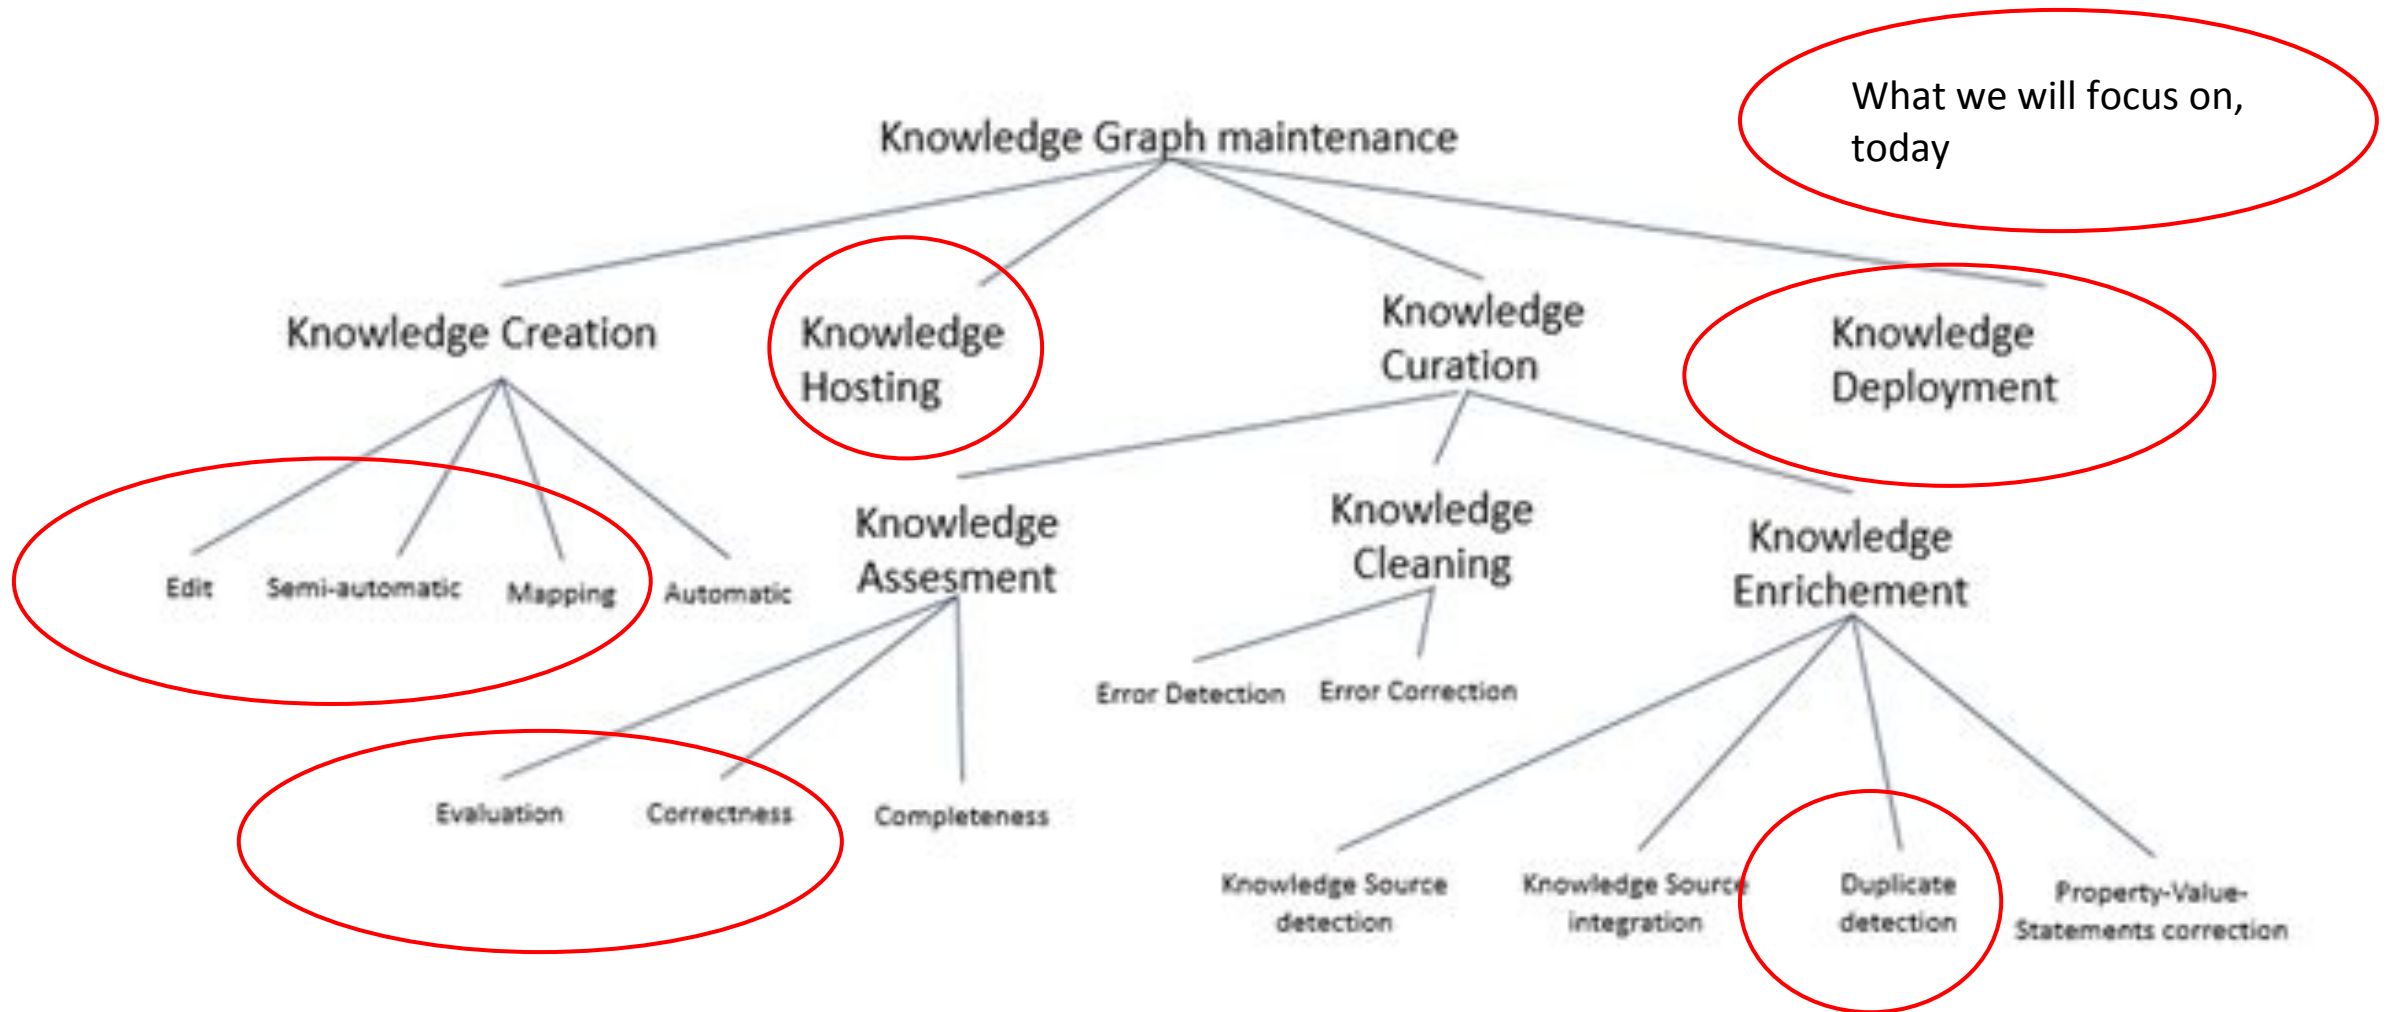 What we will focus on,
today
Knowledge Graph maintenance
Knowledge Creation
Knowledge
Hosting
Knowledge
Curation
Knowledge
Deployment
Edit
Semi-automatic
Mapping
Automatic
Knowledge
Assesment
Knowledge
Cleaning
Knowledge
Enrichement
Evaluation
Correctness
Completeness
Error Detection
Error Correction
Knowledge Source
detection
Knowledge Source
integration
Duplicate
detection
Property-Value-
Statements correction